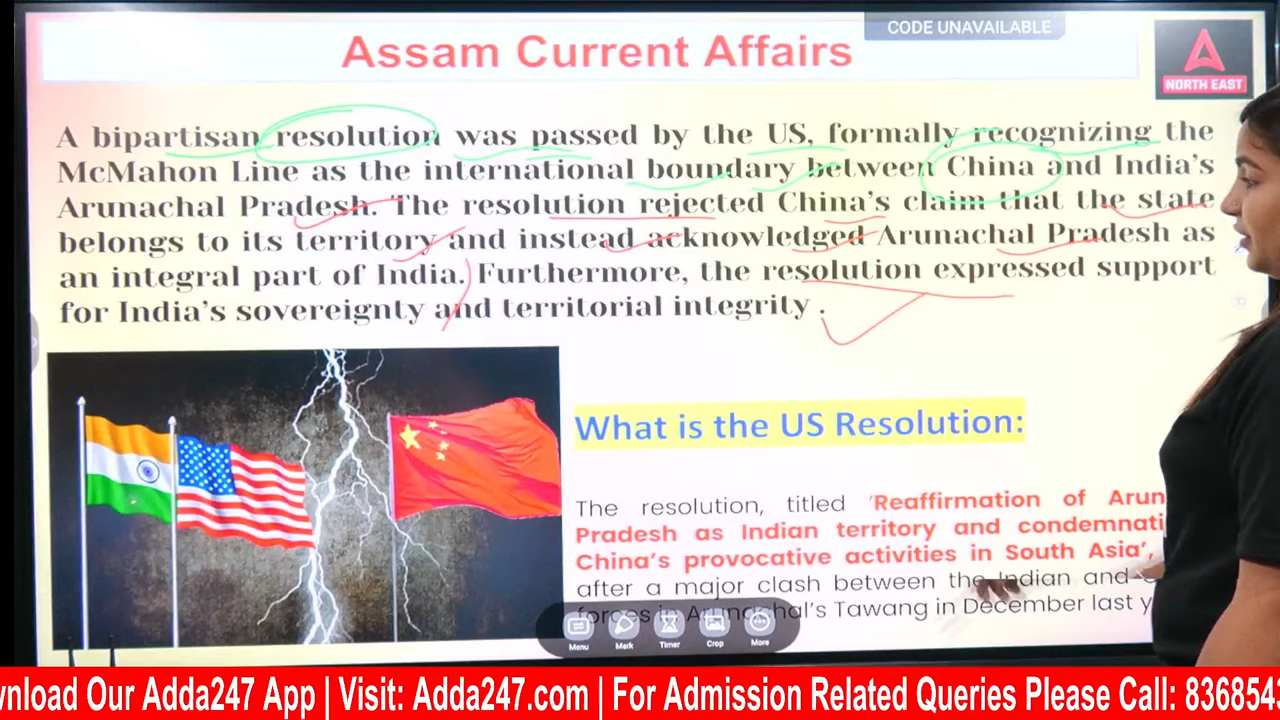 CODE UNAVAILABLE
Assam Current Affairs
NORTH EAST
A bipartisan resolution was passed by the US, formally recognizing the
McMahon Line as the international boundary between China and India's
Arunachal Pradesh. The resolution rejected China's claim that the state
belongs to its territory and instead acknowledged Arunachal Pradesh as
an integral part of India. Furthermore, the resolution expressed support
for India's sovereignty and territorial integrity .
What is the US Resolution:
The resolution, titled 'Reaffirmation of Arun
Pradesh as Indian territory and condemnati
China's provocative activities in South Asia',
after a major clash between the Indian and
forces in Arunachal's Tawang in December last y
Menu Mark Timer Crop More
wnload Our Adda247 App | Visit: Adda247.com | For Admission Related Queries Please Call: 8368543